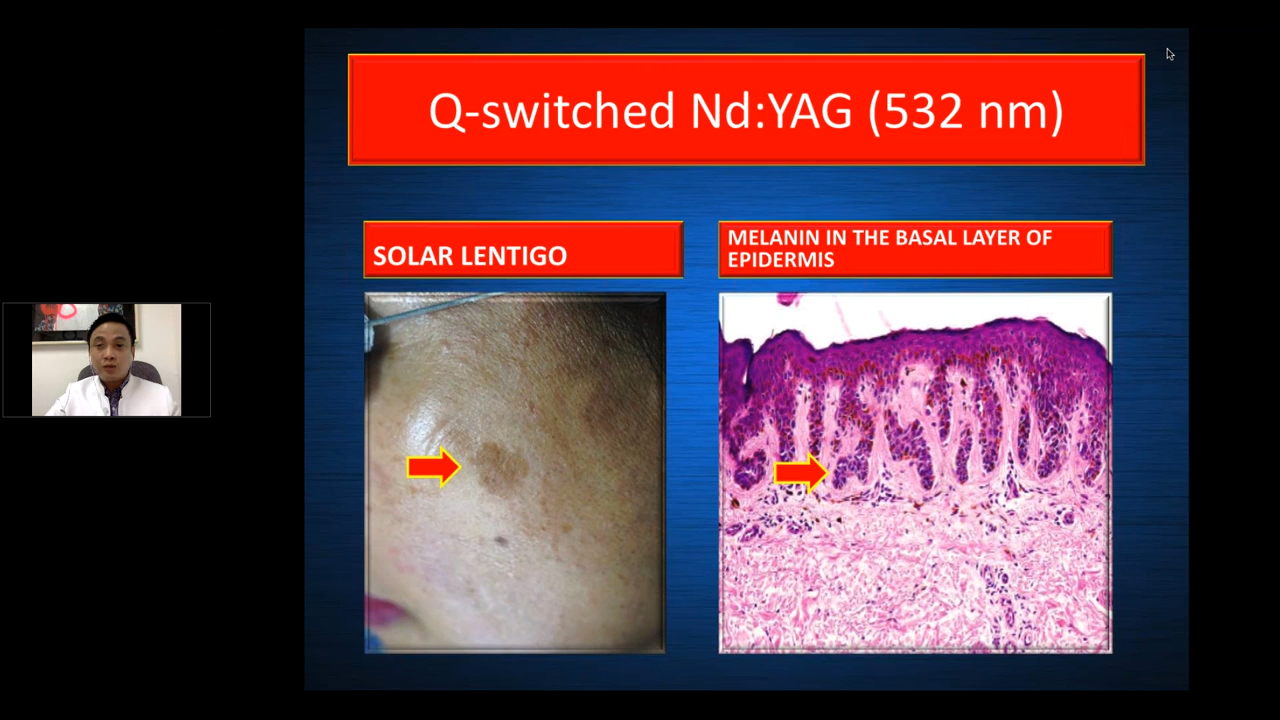 Q-switched Nd:YAG (532 nm)
SOLAR LENTIGO
MELANIN IN THE BASAL LAYER OF
EPIDERMIS